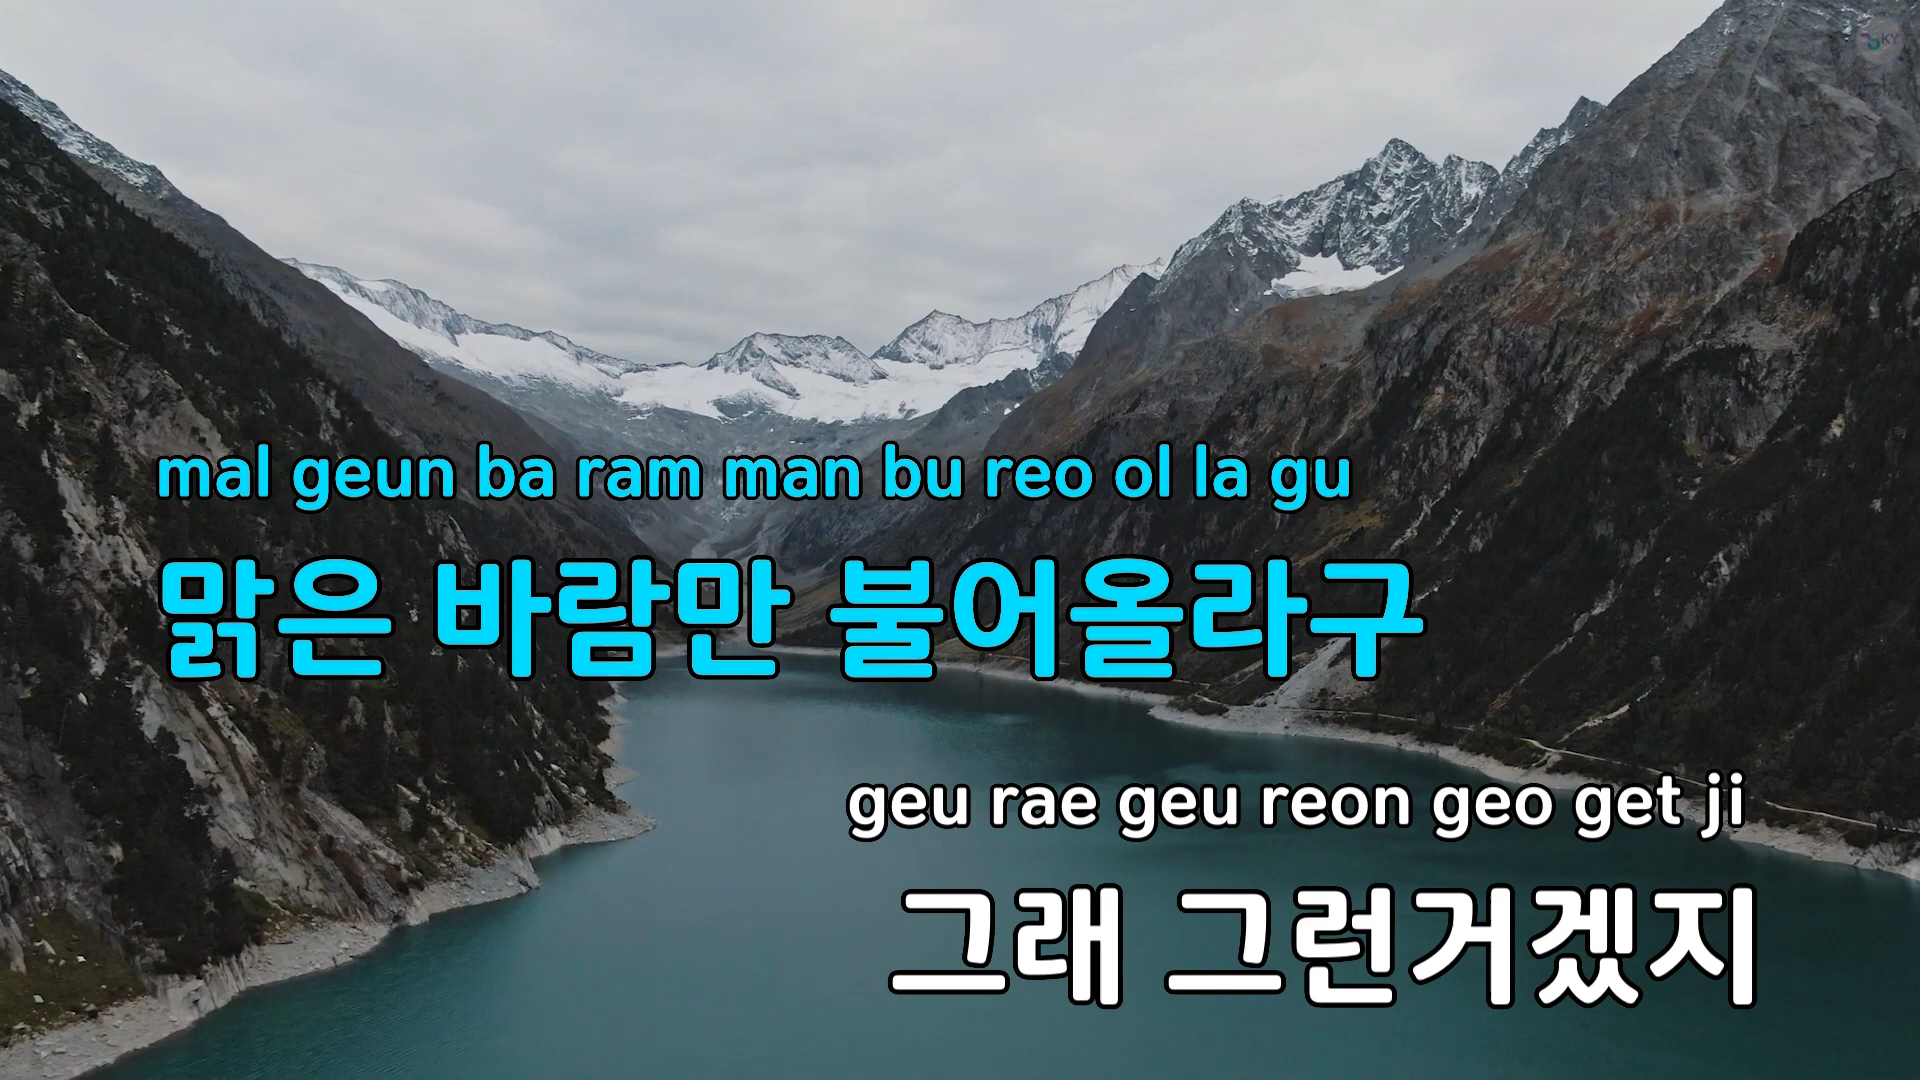 KY
mal geun ba ram man bu reo ol la gu
맑은 바람만 불어올라구
geu rae geu reon geo get ji
그래 그런거겠지